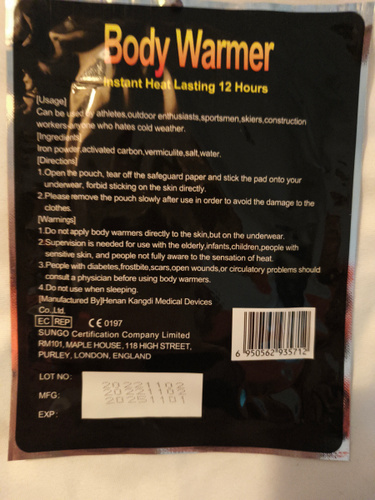 Body Warmer
Instant Heat Lasting 12 Hours
[Usage]
Can be used by athletes,outdoor enthusiasts,sportsmen,skiers,construction
workers anyone who hates cold weather.
[Ingredients]
Iron powder,activated carbon,vermiculite,salt,water.
[Directions]
1.Open the pouch, tear off the safeguard paper and stick the pad onto your
underwear, forbid sticking on the skin directly.
2.Please remove the pouch slowly after use in order to avoid the damage to the
clothes.
[Warnings]
1.Do not apply body warmers directly to the skin,but on the underwear.
2.Supervision is needed for use with the elderly,infants,children,people with
sensitive skin, and people not fully aware to the sensation of heat.
3.People with diabetes,frostbite,scars,open wounds,or circulatory problems should
consult a physician before using body warmers.
4.Do not use when sleeping.
[Manufactured By]Henan Kangdi Medical Devices
Co.,Ltd.
EC REP CE 0197
SUNGO Certification Company Limited
RM101, MAPLE HOUSE, 118 HIGH STREET,
PURLEY, LONDON, ENGLAND
6 950562 935712
LOT NO:
MFG:
EXP: